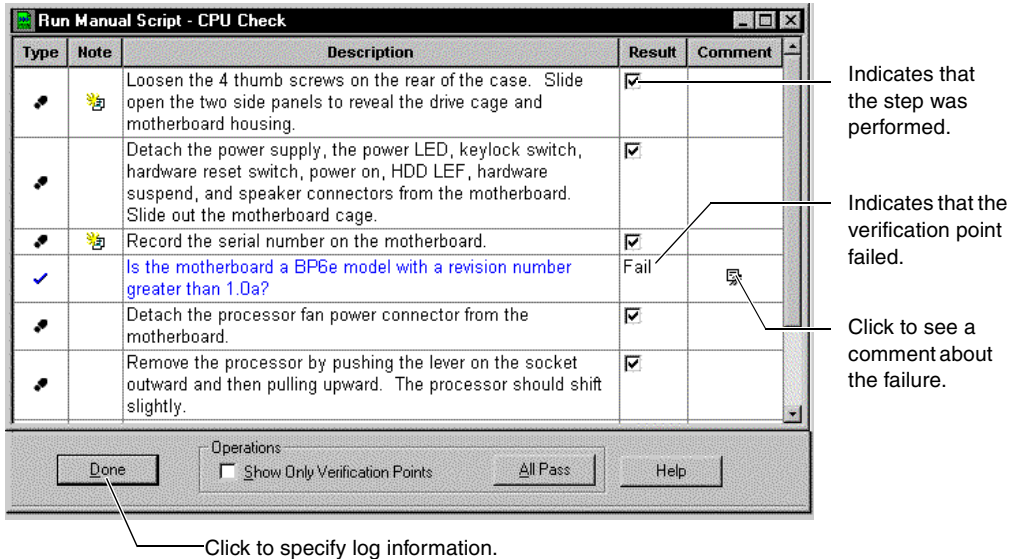 Run Manual Script - CPU Check
Type Note Description Result Comment
Loosen the 4 thumb screws on the rear of the case. Slide
open the two side panels to reveal the drive cage and
motherboard housing.
Detach the power supply, the power LED, keylock switch,
hardware reset switch, power on, HDD LEF, hardware
suspend, and speaker connectors from the motherboard.
Slide out the motherboard cage.
Record the serial number on the motherboard.
Is the motherboard a BP6e model with a revision number
greater than 1.0a?
Fail
Detach the processor fan power connector from the
motherboard.
Remove the processor by pushing the lever on the socket
outward and then pulling upward. The processor should shift
slightly.
Operations
Done
Show Only Verification Points
All Pass
Help
Indicates that
the step was
performed.
Indicates that the
verification point
failed.
Click to see a
comment about
the failure.
Click to specify log information.